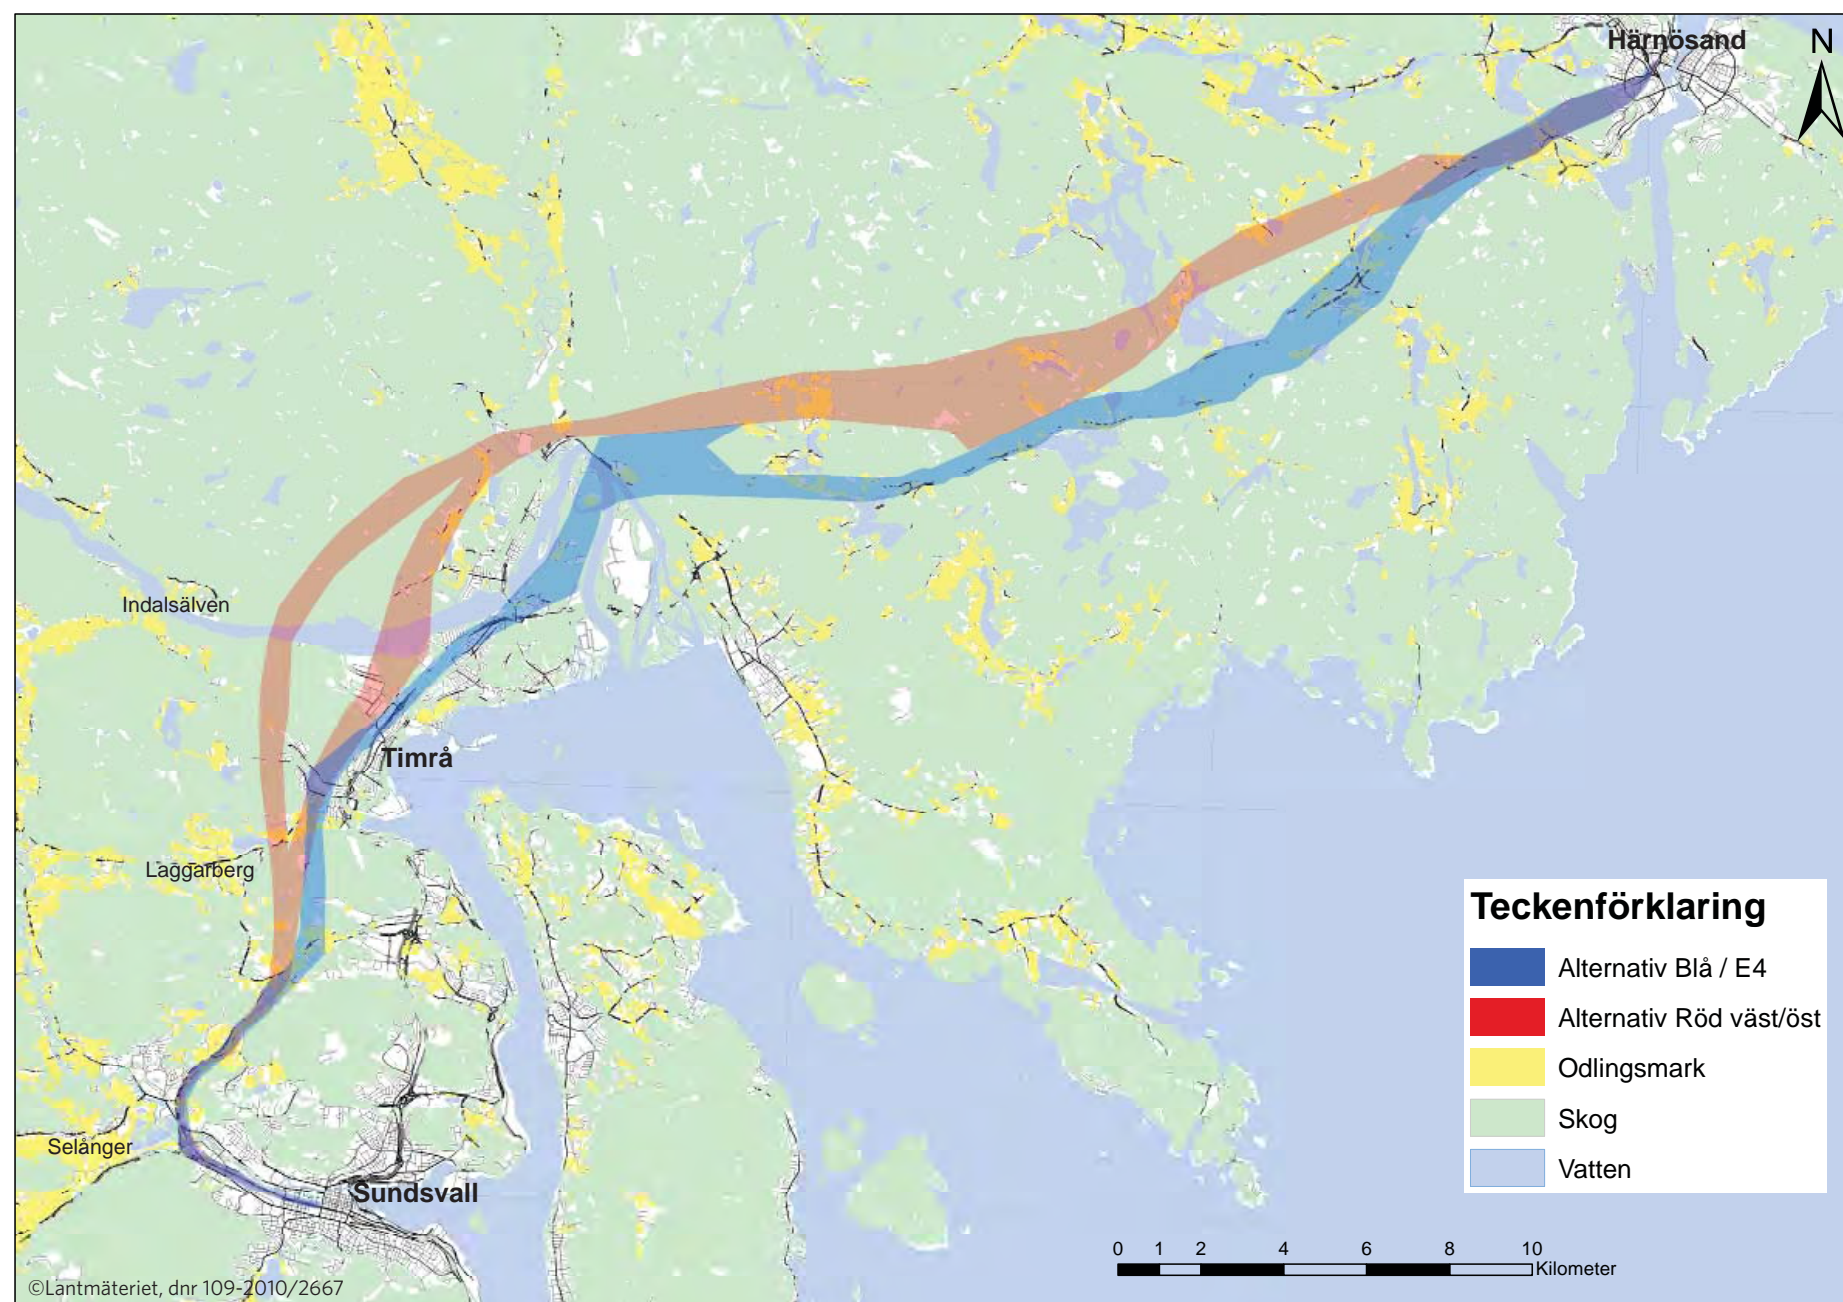 Härnösand
N
Indalsälven
Timrå
Laggarberg
Selånger
Sundsvall
Teckenförklaring
Alternativ Blå / E4
Alternativ Röd väst/öst
Odlingsmark
Skog
Vatten
0 1 2 4 6 8 10
Kilometer
©Lantmäteriet, dnr 109-2010/2667